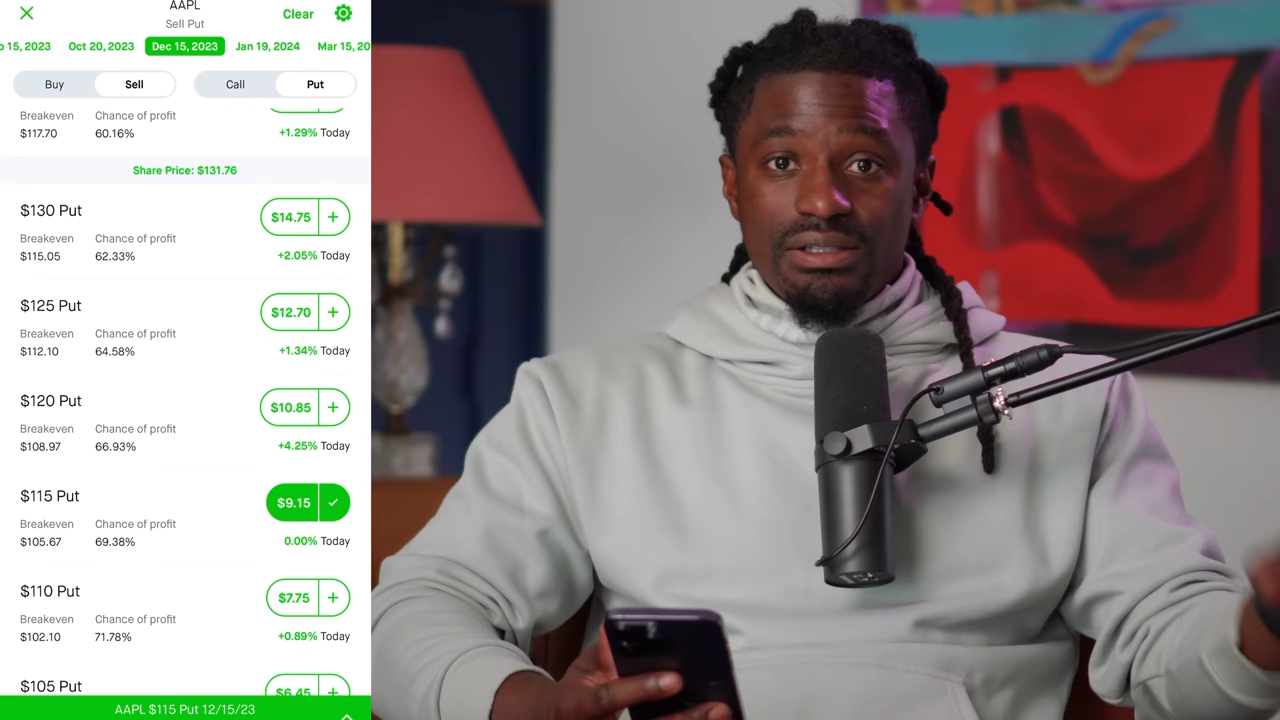 AAPL
Sell Put
Clear
15, 2023 Oct 20, 2023 Dec 15, 2023 Jan 19, 2024 Mar 15, 20
Buy Sell Call Put
Breakeven Chance of profit
$117.70 60.16% +1.29% Today
Share Price: $131.76
$130 Put $14.75 +
Breakeven Chance of profit
$115.05 62.33% +2.05% Today
$125 Put $12.70 +
Breakeven Chance of profit
$112.10 64.58% +1.34% Today
$120 Put $10.85 +
Breakeven Chance of profit
$108.97 66.93% +4.25% Today
$115 Put $9.15
Breakeven Chance of profit
$105.67 69.38% 0.00% Today
$110 Put $7.75 +
Breakeven Chance of profit
$102.10 71.78% +0.89% Today
$105 Put $6.45 +
AAPL $115 Put 12/15/23